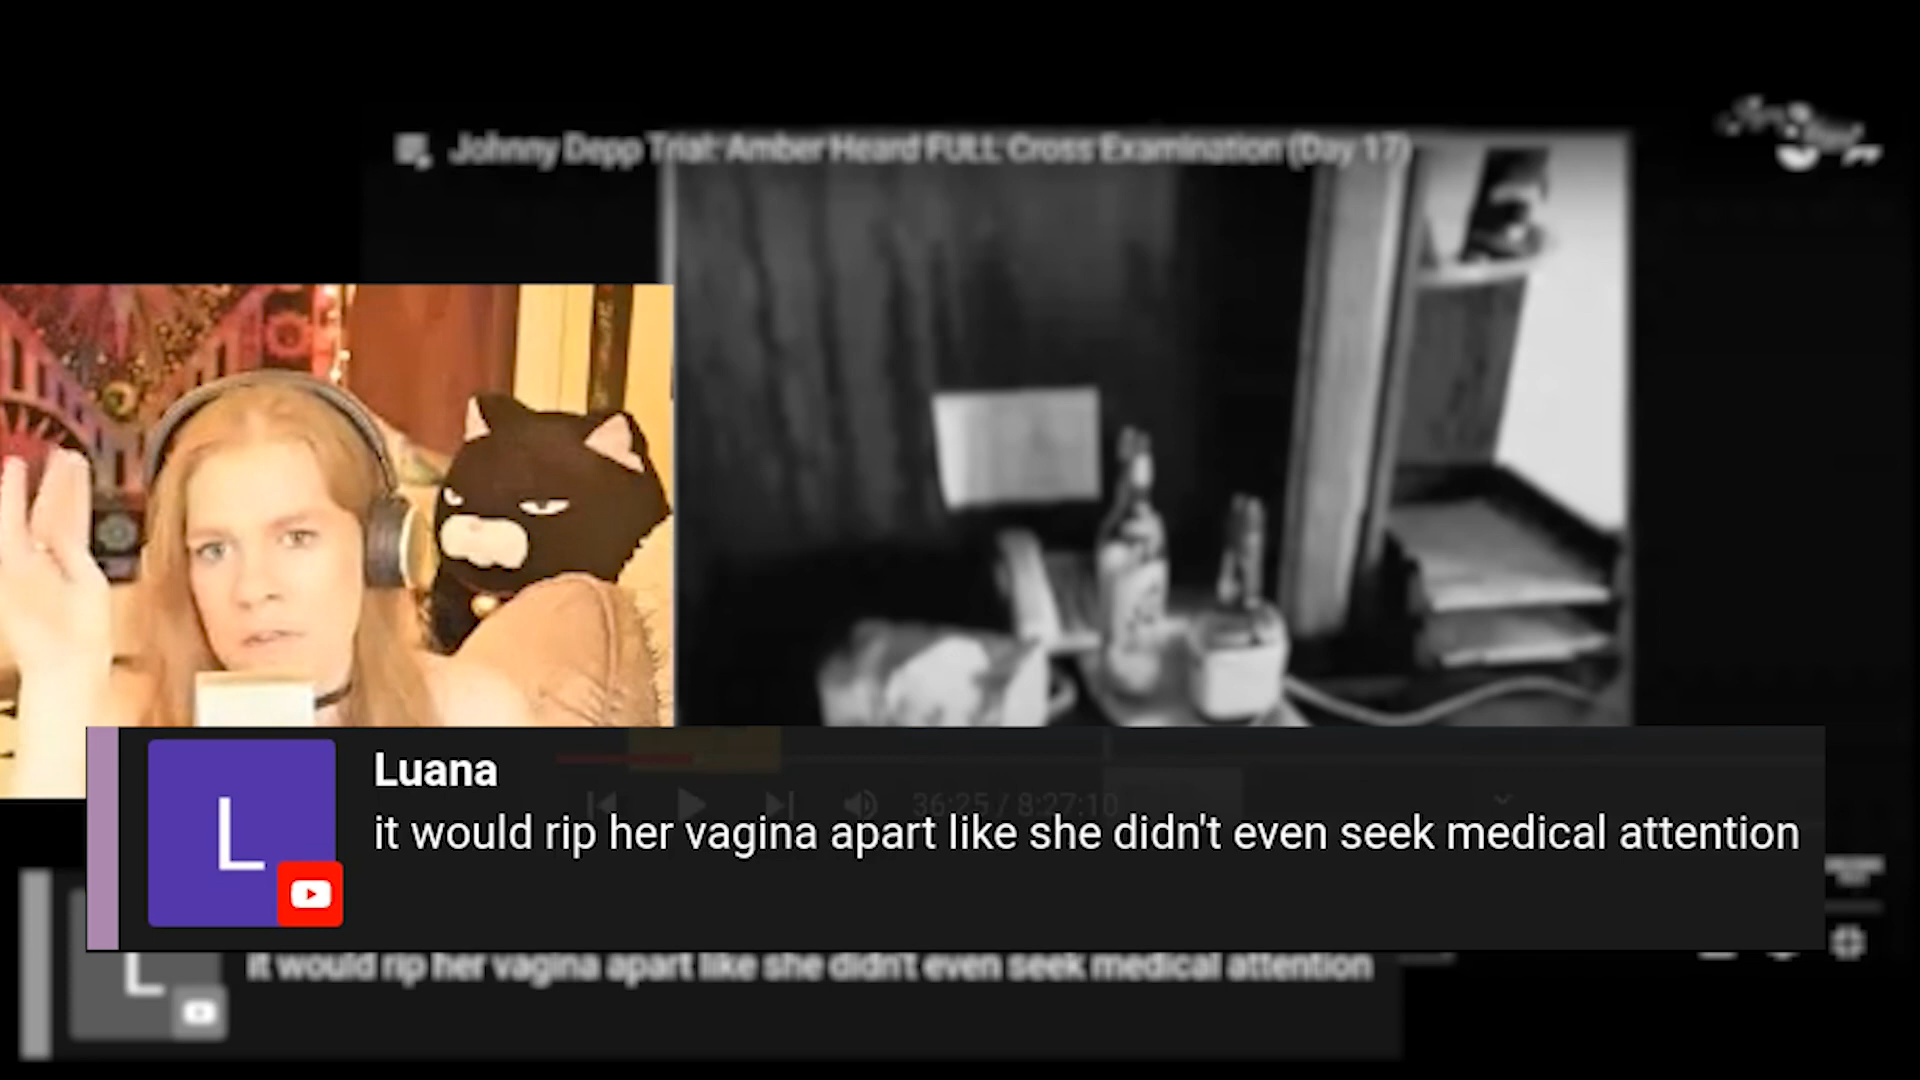 Johnny Depp Trial: Amber Heard FULL Cross Examination (Day 17)
L
Luana
it would rip her vagina apart like she didn't even seek medical attention
36:25 / 8:27:10
L
it would rip her vagina apart like she didn't even seek medical attention